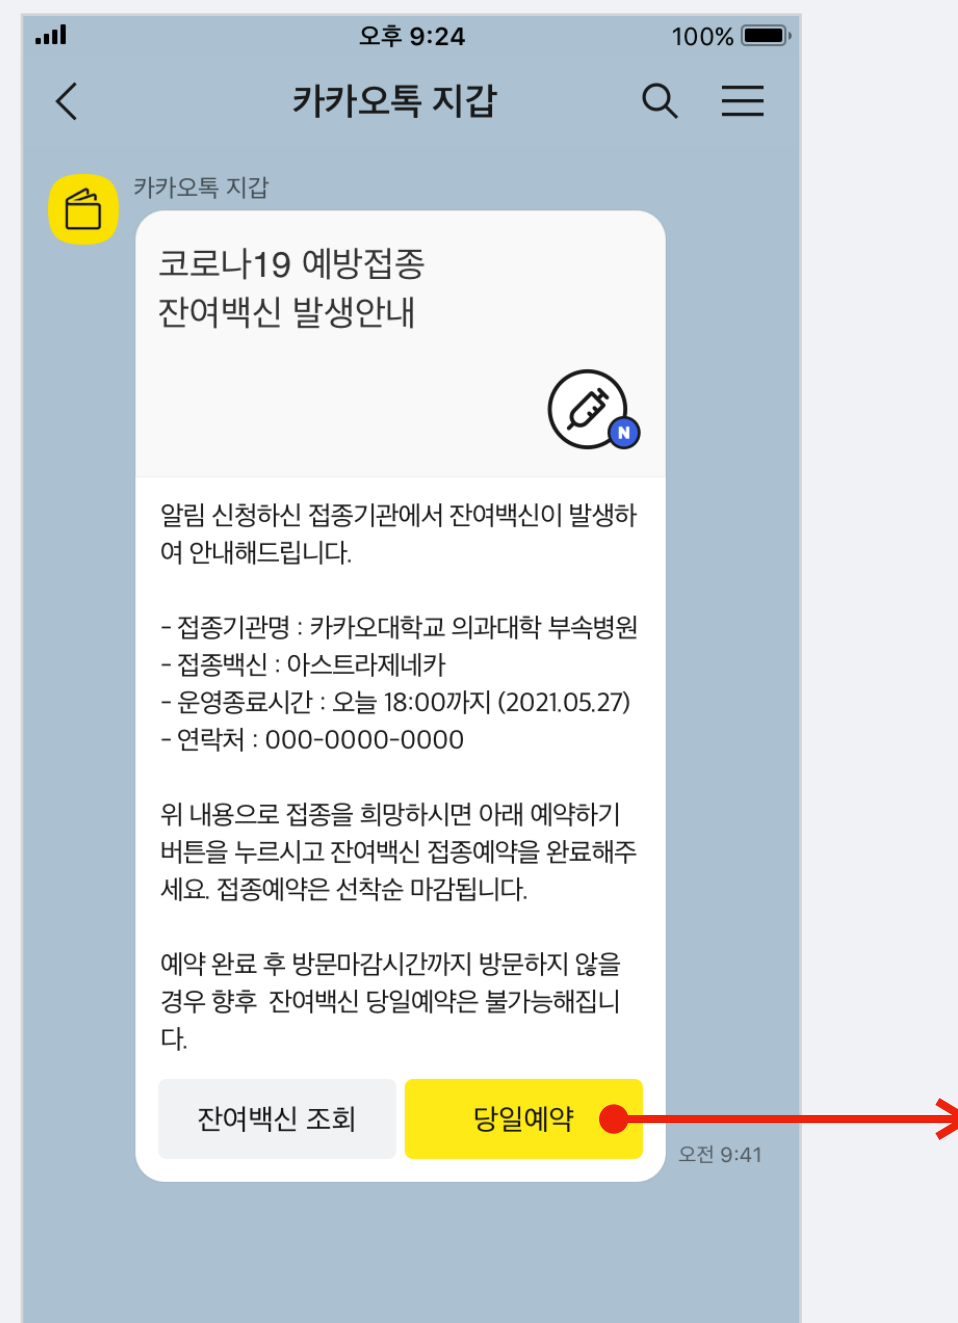 오후 9:24
100%
카카오톡 지갑
카카오톡 지갑
코로나19 예방접종
잔여백신 발생안내
N
알림 신청하신 접종기관에서 잔여백신이 발생하
여 안내해드립니다.
- 접종기관명 : 카카오대학교 의과대학 부속병원
- 접종백신 : 아스트라제네카
- 운영종료시간 : 오늘 18:00까지 (2021.05.27)
- 연락처 : 000-0000-0000
위 내용으로 접종을 희망하시면 아래 예약하기
버튼을 누르시고 잔여백신 접종예약을 완료해주
세요. 접종예약은 선착순 마감됩니다.
예약 완료 후 방문마감시간까지 방문하지 않을
경우 향후  잔여백신 당일예약은 불가능해집니
다.
잔여백신 조회
당일예약
오전 9:41